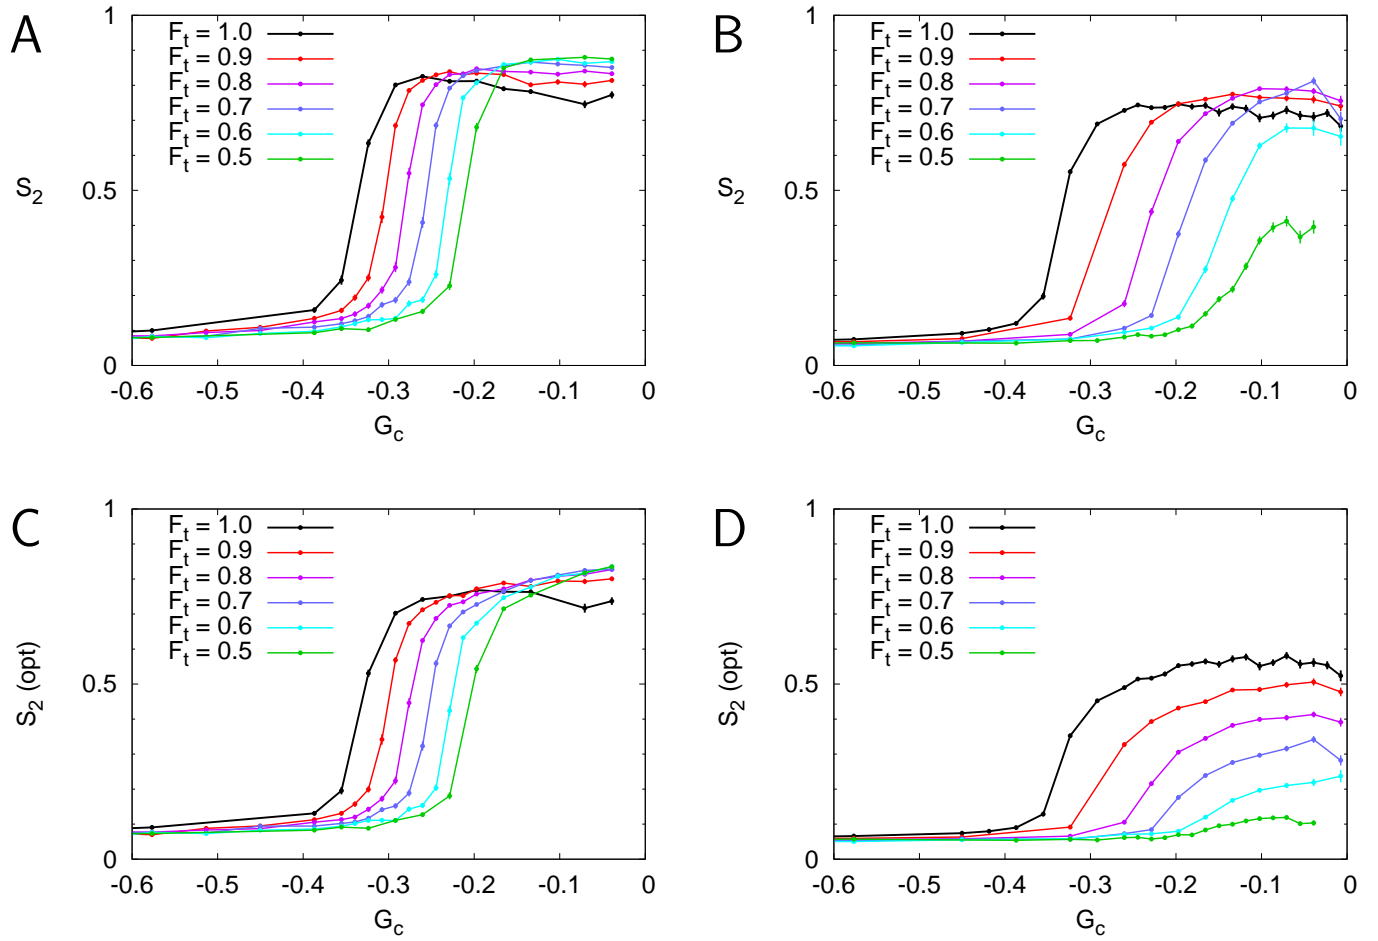 A
1
F_t = 1.0
F_t = 0.9
F_t = 0.8
F_t = 0.7
F_t = 0.6
F_t = 0.5
S_2
0.5
0
-0.6 -0.5 -0.4 -0.3 -0.2 -0.1 0
G_c
B
1
F_t = 1.0
F_t = 0.9
F_t = 0.8
F_t = 0.7
F_t = 0.6
F_t = 0.5
S_2
0.5
0
-0.6 -0.5 -0.4 -0.3 -0.2 -0.1 0
G_c
C
1
F_t = 1.0
F_t = 0.9
F_t = 0.8
F_t = 0.7
F_t = 0.6
F_t = 0.5
S_2 (opt)
0.5
0
-0.6 -0.5 -0.4 -0.3 -0.2 -0.1 0
G_c
D
1
F_t = 1.0
F_t = 0.9
F_t = 0.8
F_t = 0.7
F_t = 0.6
F_t = 0.5
S_2 (opt)
0.5
0
-0.6 -0.5 -0.4 -0.3 -0.2 -0.1 0
G_c